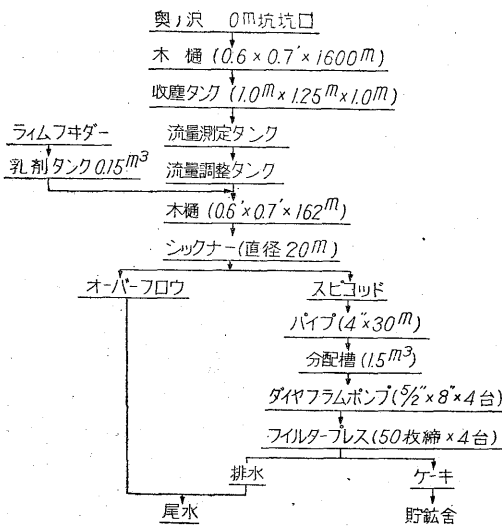 奥ノ沢 0m坑坑口
木樋 (0.6 × 0.7' × 1600m)
収塵タンク (1.0m × 1.25m × 1.0m)
ライムフヰダー 流量測定タンク
乳剤タンク 0.15m³ 流量調整タンク
木樋 (0.6' × 0.7' × 162m)
シックナー (直径 20m)
オーバーフロウ スピゴッド
パイプ (4" × 30m)
分配槽 (1.5m³)
ダイヤフラムポンプ (5/2" × 8" × 4台)
フイルタープレス (50枚締 × 4台)
排水 ケーキ
尾水 貯鉱舎